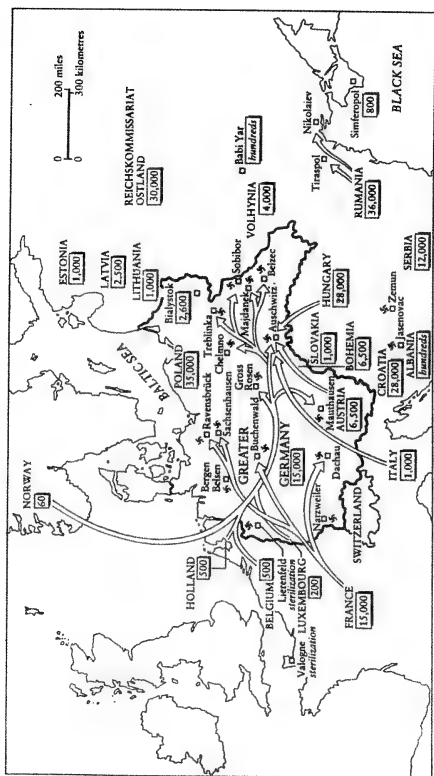 NORWAY
60
ESTONIA
1,000
LATVIA
2,500
LITHUANIA
1,000
REICHSKOMMISSARIAT
OSTLAND
30,000
0 200 miles
0 300 kilometres
BALTIC SEA
HOLLAND
500
Bergen
Belsen
Ravensbrück
Sachsenhausen
POLAND
35,000
Bialystok
2,600
Treblinka
Chelmno
Sobibor
Majdanek
Belzec
VOLHYNIA
4,000
Babi Yar
hundreds
BELGIUM 500
Lierenfeld
sterilization
LUXEMBOURG
200
Valogne
sterilization
GREATER
GERMANY
15,000
Buchenwald
Gross
Rosen
Auschwitz
Natzweiler
Dachau
Mauthausen
AUSTRIA
6,500
SLOVAKIA
1,000
BOHEMIA
6,500
HUNGARY
28,000
Tiraspol
Nikolaiev
Simferopol
800
BLACK SEA
RUMANIA
36,000
FRANCE
15,000
SWITZERLAND
ITALY
1,000
CROATIA
28,000
Jasenovac
Zemun
SERBIA
12,000
ALBANIA
hundreds